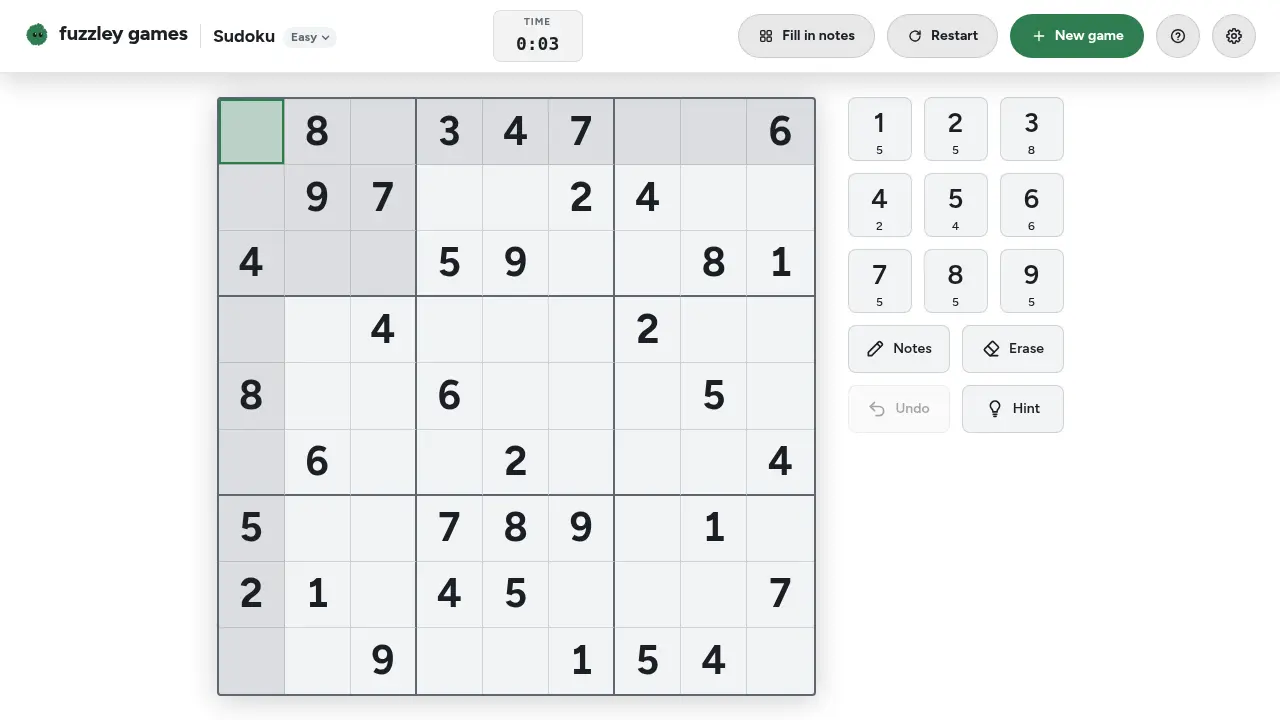 fuzzley games
Sudoku
Easy
TIME
0:03
Fill in notes
Restart
New game
8 3 4 7 6
9 7 2 4
4 5 9 8 1
4 2
8 6 5
6 2 4
5 7 8 9 1
2 1 4 5 7
9 1 5 4
1 2 3
5 5 8
4 5 6
2 4 6
7 8 9
5 5 5
Notes Erase
Undo Hint